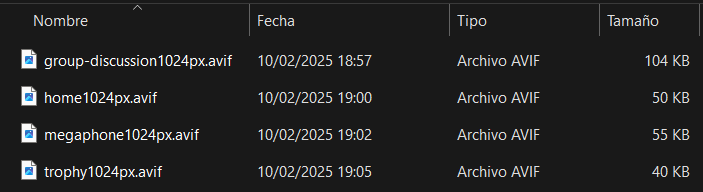 Nombre Fecha Tipo Tamaño
group-discussion1024px.avif 10/02/2025 18:57 Archivo AVIF 104 KB
home1024px.avif 10/02/2025 19:00 Archivo AVIF 50 KB
megaphone1024px.avif 10/02/2025 19:02 Archivo AVIF 55 KB
trophy1024px.avif 10/02/2025 19:05 Archivo AVIF 40 KB